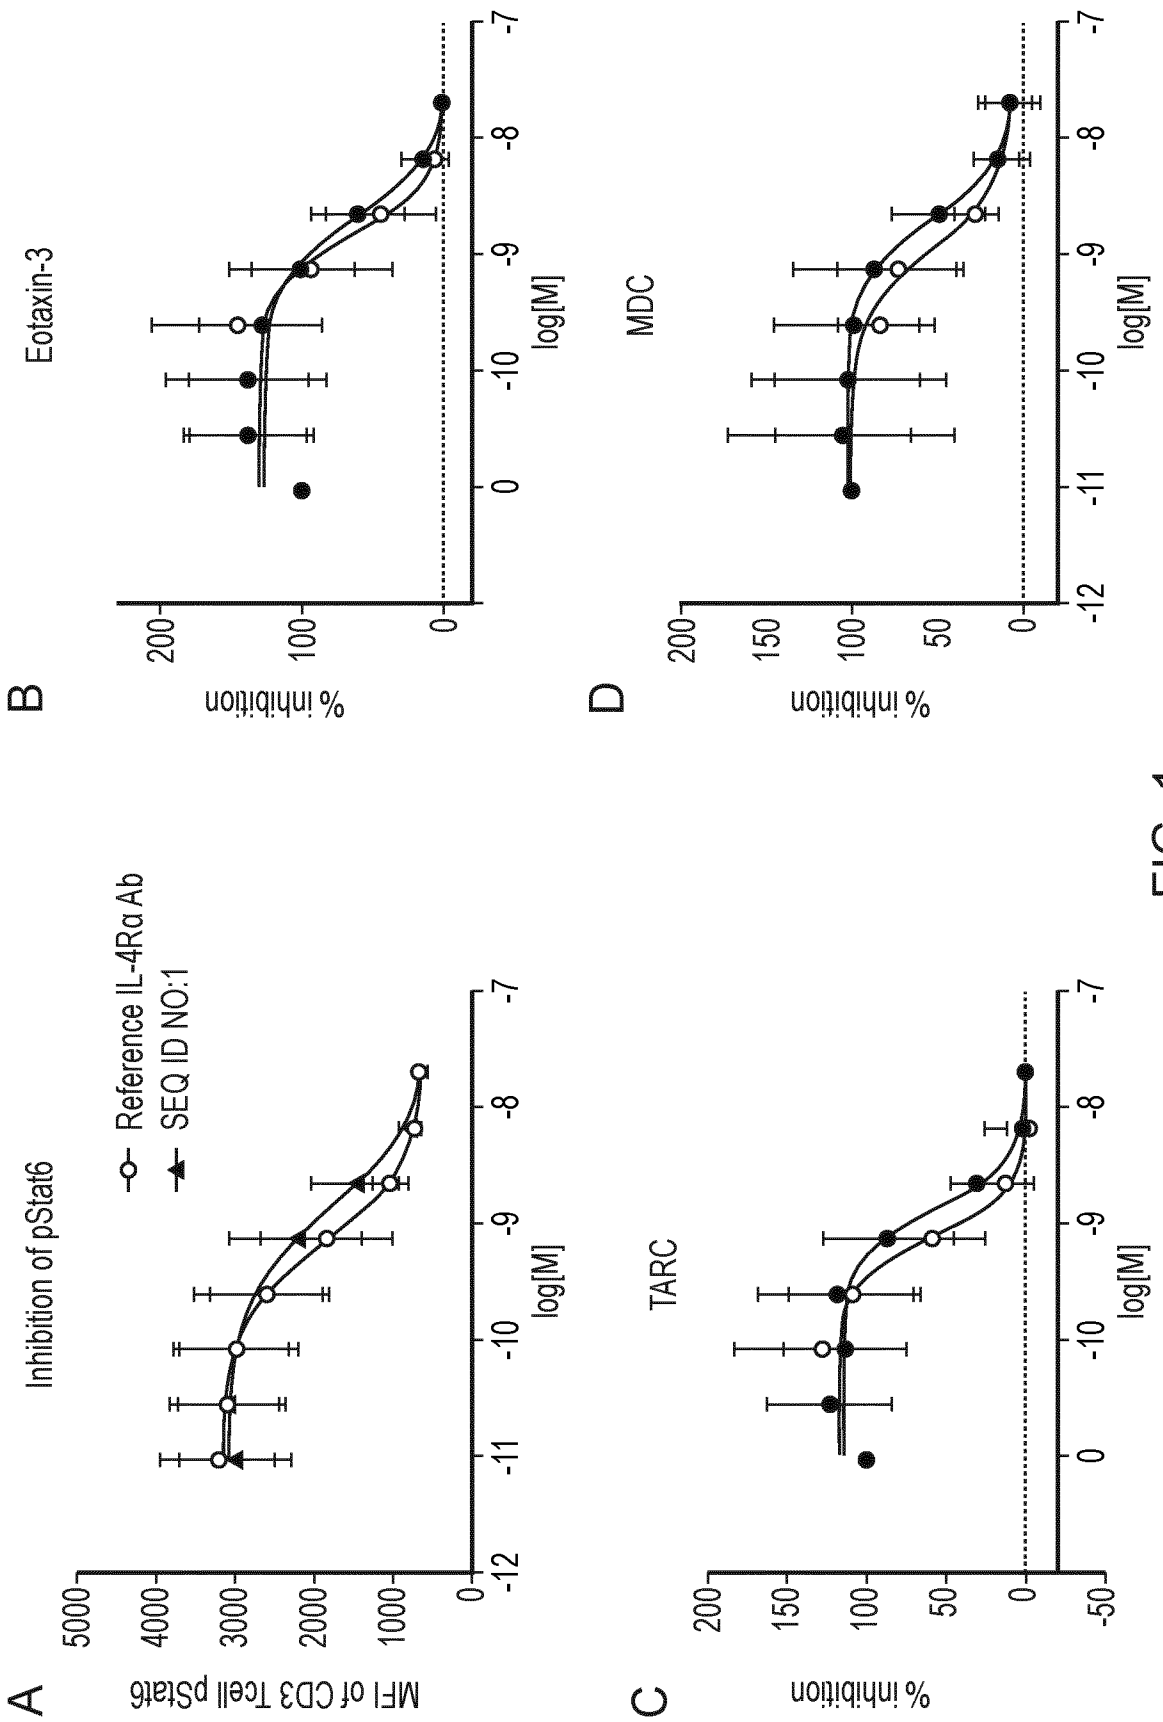 A
Inhibition of pStat6
MFI of CD3 Tcell pStat6
5000
4000
3000
2000
1000
0
-12
-11
-10
-9
-8
-7
log[M]
Reference IL-4Rα Ab
SEQ ID NO:1
B
Eotaxin-3
% inhibition
200
100
0
0
-10
-9
-8
-7
log[M]
C
TARC
% inhibition
200
150
100
50
0
-50
0
-10
-9
-8
-7
log[M]
D
MDC
% inhibition
200
150
100
50
0
-12
-11
-10
-9
-8
-7
log[M]